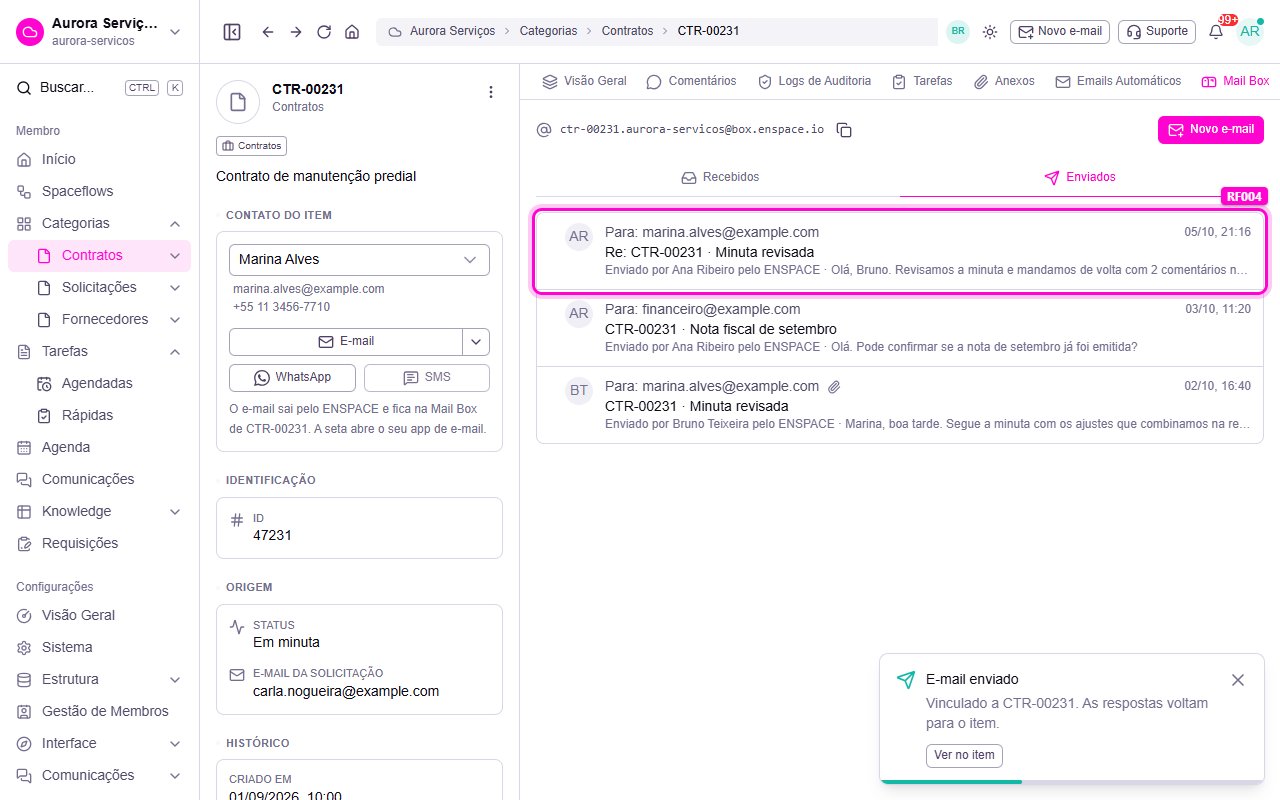 Aurora Serviç...
aurora-servicos
Aurora Serviços
Categorias
Contratos
CTR-00231
BR
Novo e-mail
Suporte
99+
AR
Buscar...
CTRL
K
Membro
Início
Spaceflows
Categorias
Contratos
Solicitações
Fornecedores
Tarefas
Agendadas
Rápidas
Agenda
Comunicações
Knowledge
Requisições
Configurações
Visão Geral
Sistema
Estrutura
Gestão de Membros
Interface
Comunicações
CTR-00231
Contratos
Contratos
Contrato de manutenção predial
CONTATO DO ITEM
Marina Alves
marina.alves@example.com
+55 11 3456-7710
E-mail
WhatsApp
SMS
O e-mail sai pelo ENSPACE e fica na Mail Box
de CTR-00231. A seta abre o seu app de e-mail.
IDENTIFICAÇÃO
ID
47231
ORIGEM
STATUS
Em minuta
E-MAIL DA SOLICITAÇÃO
carla.nogueira@example.com
HISTÓRICO
CRIADO EM
01/09/2026, 10:00
Visão Geral
Comentários
Logs de Auditoria
Tarefas
Anexos
Emails Automáticos
Mail Box
ctr-00231.aurora-servicos@box.enspace.io
Novo e-mail
Recebidos
Enviados
RF004
AR
Para: marina.alves@example.com
05/10, 21:16
Re: CTR-00231 · Minuta revisada
Enviado por Ana Ribeiro pelo ENSPACE · Olá, Bruno. Revisamos a minuta e mandamos de volta com 2 comentários n...
AR
Para: financeiro@example.com
03/10, 11:20
CTR-00231 · Nota fiscal de setembro
Enviado por Ana Ribeiro pelo ENSPACE · Olá. Pode confirmar se a nota de setembro já foi emitida?
BT
Para: marina.alves@example.com
02/10, 16:40
CTR-00231 · Minuta revisada
Enviado por Bruno Teixeira pelo ENSPACE · Marina, boa tarde. Segue a minuta com os ajustes que combinamos na re...
E-mail enviado
Vinculado a CTR-00231. As respostas voltam
para o item.
Ver no item